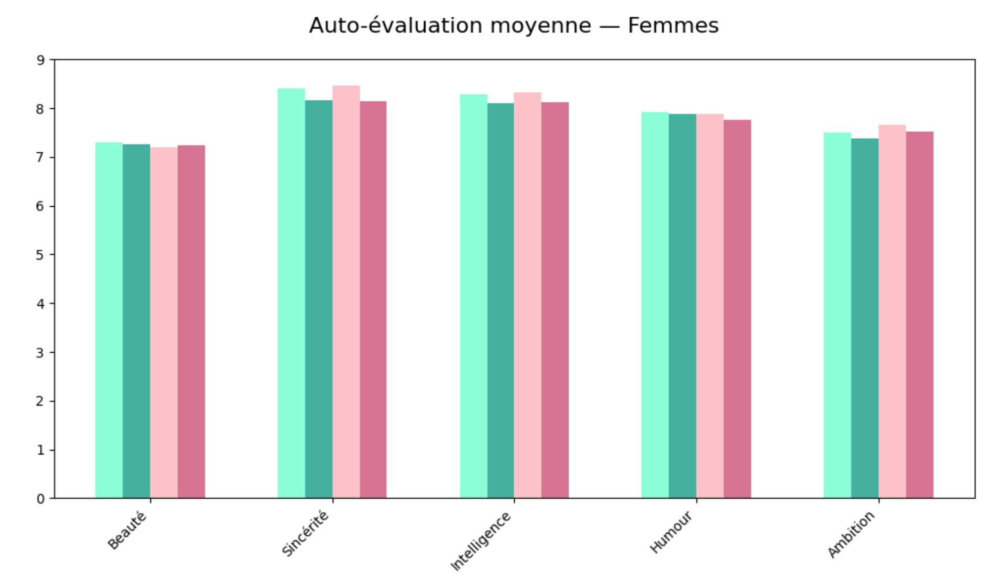 Auto-évaluation moyenne — Femmes
9
8
7
6
5
4
3
2
1
0
Beauté
Sincérité
Intelligence
Humour
Ambition